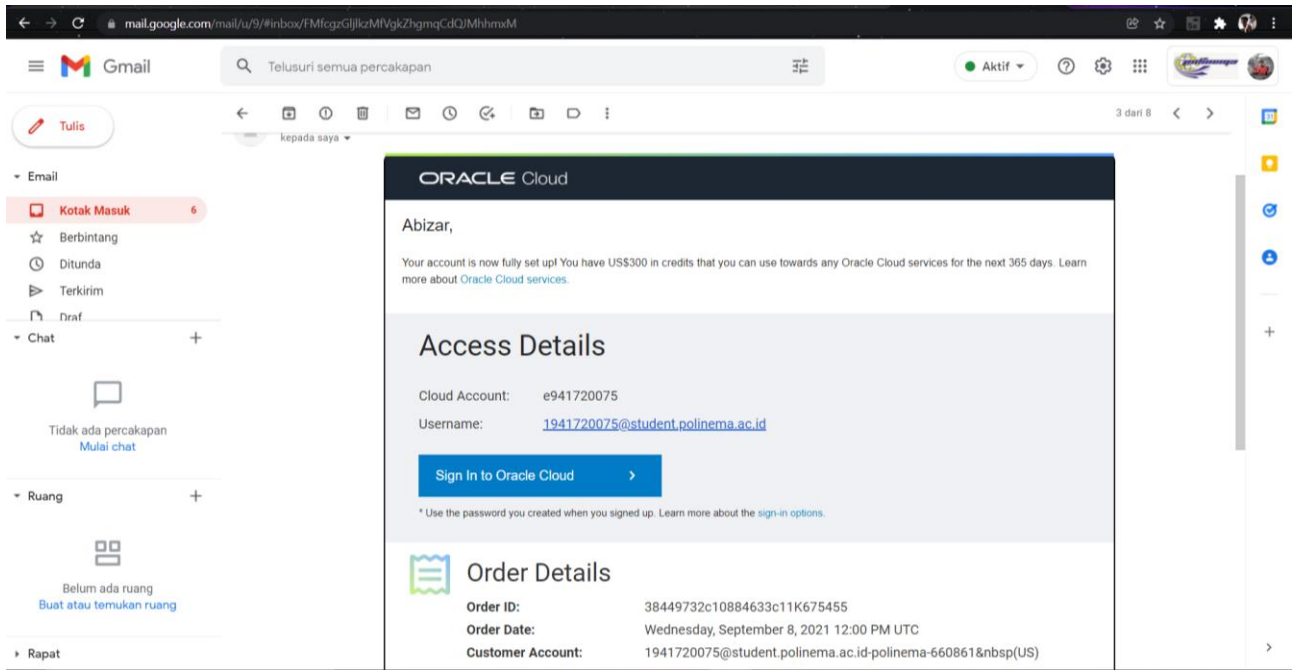 mail.google.com/mail/u/9/#inbox/FMfcgzGljlkzMfVgkZhgmqCdQJMhhmxM
Gmail
Telusuri semua percakapan
Aktif
Tulis
3 dari 8
kepada saya
Email
Kotak Masuk 6
Berbintang
Ditunda
Terkirim
Draf
Chat
Tidak ada percakapan
Mulai chat
Ruang
Belum ada ruang
Buat atau temukan ruang
Rapat
ORACLE Cloud
Abizar,
Your account is now fully set up! You have US$300 in credits that you can use towards any Oracle Cloud services for the next 365 days. Learn
more about Oracle Cloud services.
Access Details
Cloud Account: e941720075
Username: 1941720075@student.polinema.ac.id
Sign In to Oracle Cloud
* Use the password you created when you signed up. Learn more about the sign-in options.
Order Details
Order ID: 38449732c10884633c11K675455
Order Date: Wednesday, September 8, 2021 12:00 PM UTC
Customer Account: 1941720075@student.polinema.ac.id-polinema-660861&nbsp(US)